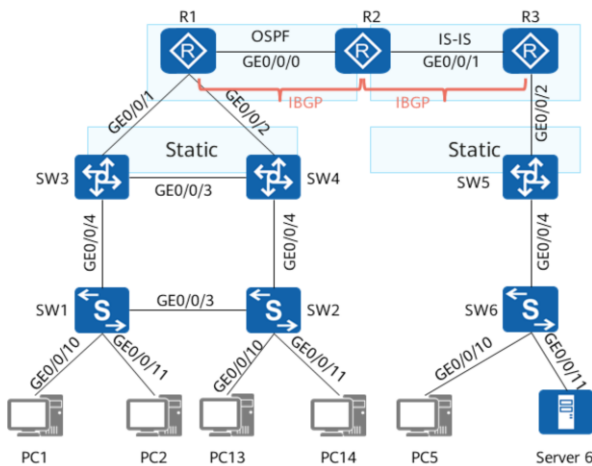 R1 R2 R3
OSPF IS-IS
GE0/0/0 GE0/0/1
IBGP IBGP
GE0/0/1 GE0/0/2 GE0/0/2
Static Static
SW3 SW4 SW5
GE0/0/3
GE0/0/4 GE0/0/4 GE0/0/4
SW1 SW2 SW6
GE0/0/3
S S S
GE0/0/10 GE0/0/11 GE0/0/10 GE0/0/11 GE0/0/10 GE0/0/11
PC1 PC2 PC13 PC14 PC5 Server 6
R R R